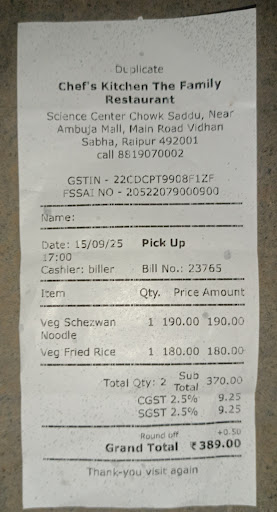 Duplicate
Chef's Kitchen The Family
Restaurant
Science Center Chowk Saddu, Near
Ambuja Mall, Main Road Vidhan
Sabha, Raipur 492001
call 8819070002
GSTIN - 22CDCPT9908F1ZF
FSSAI NO - 20522079000900
Name:
Date: 15/09/25 Pick Up
17:00
Cashier: biller Bill No.: 23765
Item Qty. Price Amount
Veg Schezwan 1 190.00 190.00
Noodle
Veg Fried Rice 1 180.00 180.00
Total Qty: 2 Sub Total 370.00
CGST 2.5% 9.25
SGST 2.5% 9.25
Round off +0.50
Grand Total ₹389.00
Thank-you visit again